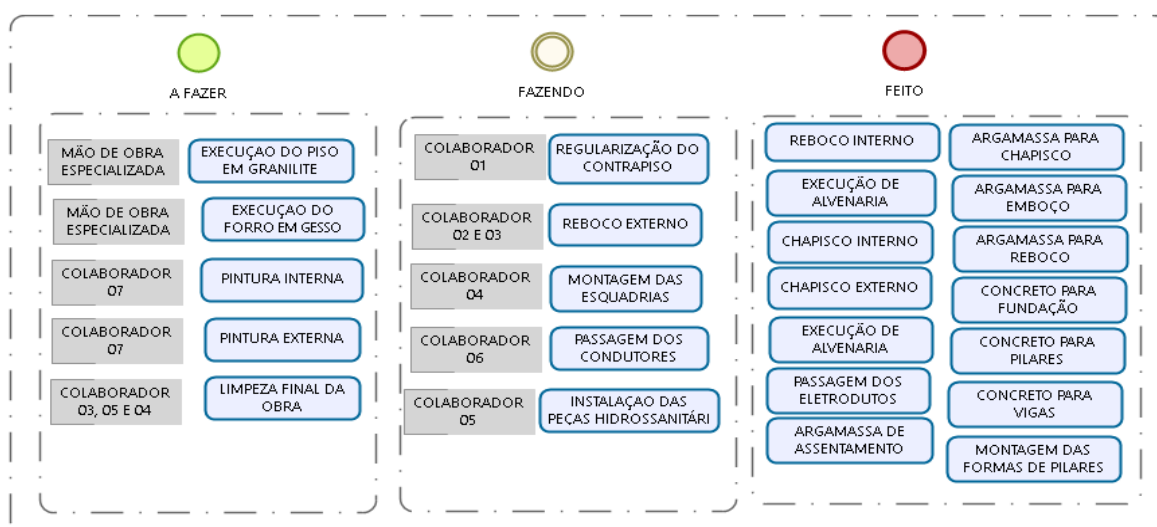 A FAZER
MÃO DE OBRA
ESPECIALIZADA
EXECUÇAO DO PISO
EM GRANILITE
MÃO DE OBRA
ESPECIALIZADA
EXECUÇAO DO
FORRO EM GESSO
COLABORADOR
07
PINTURA INTERNA
COLABORADOR
07
PINTURA EXTERNA
COLABORADOR
03, 05 E 04
LIMPEZA FINAL DA
OBRA
FAZENDO
COLABORADOR
01
REGULARIZAÇÃO DO
CONTRAPISO
COLABORADOR
02 E 03
REBOCO EXTERNO
COLABORADOR
04
MONTAGEM DAS
ESQUADRIAS
COLABORADOR
06
PASSAGEM DOS
CONDUTORES
COLABORADOR
05
INSTALAÇAO DAS
PEÇAS HIDROSSANITÁRI
FEITO
REBOCO INTERNO
EXECUÇÃO DE
ALVENARIA
CHAPISCO INTERNO
CHAPISCO EXTERNO
EXECUÇÃO DE
ALVENARIA
PASSAGEM DOS
ELETRODUTOS
ARGAMASSA DE
ASSENTAMENTO
ARGAMASSA PARA
CHAPISCO
ARGAMASSA PARA
EMBOÇO
ARGAMASSA PARA
REBOCO
CONCRETO PARA
FUNDAÇÃO
CONCRETO PARA
PILARES
CONCRETO PARA
VIGAS
MONTAGEM DAS
FORMAS DE PILARES